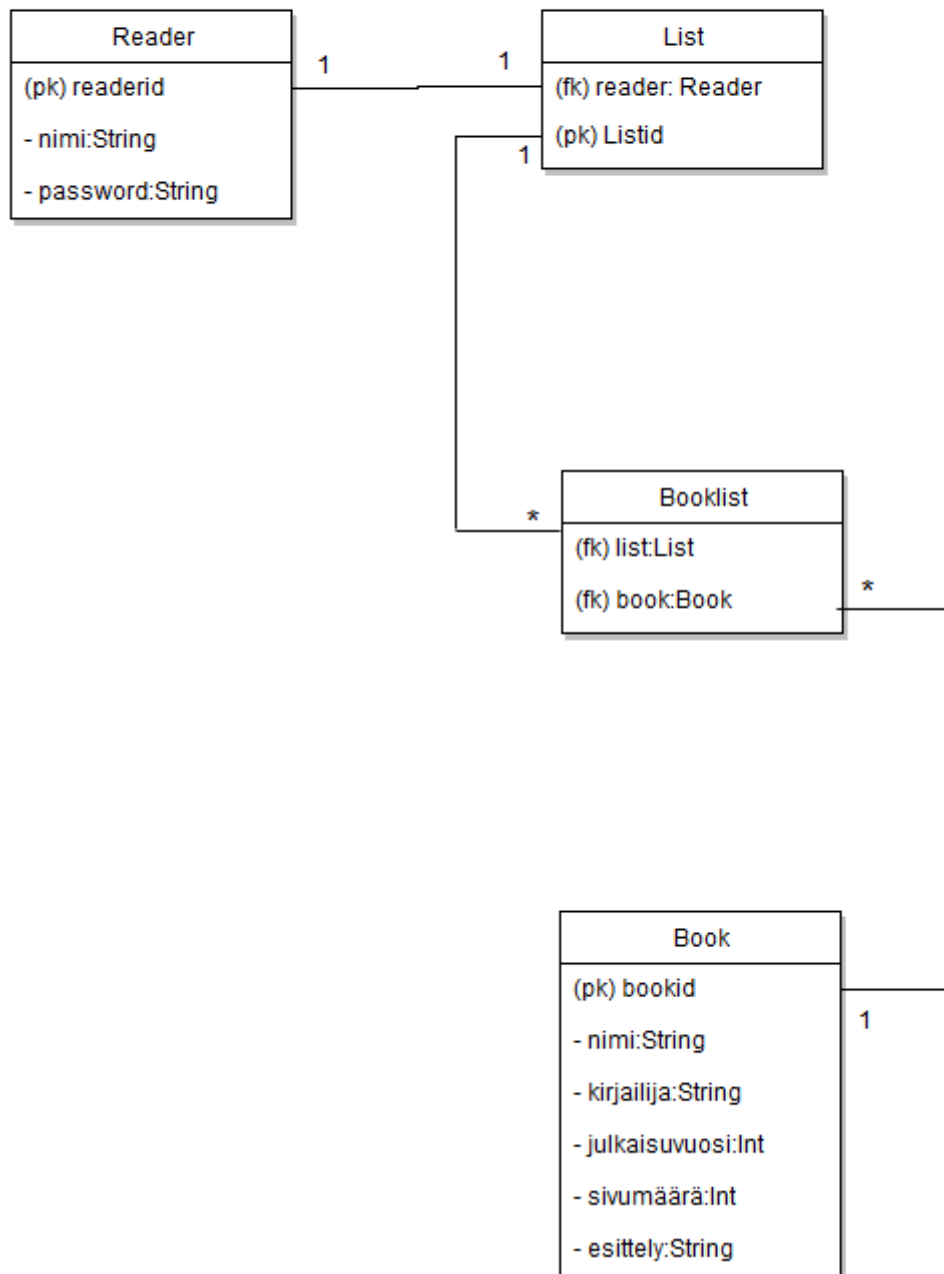 Reader
(pk) readerid
- nimi:String
- password:String
1
1
List
(fk) reader: Reader
(pk) Listid
1
*
Booklist
(fk) list:List
(fk) book:Book
*
Book
(pk) bookid
- nimi:String
- kirjailija:String
- julkaisuvuosi:Int
- sivumäärä:Int
- esittely:String
1